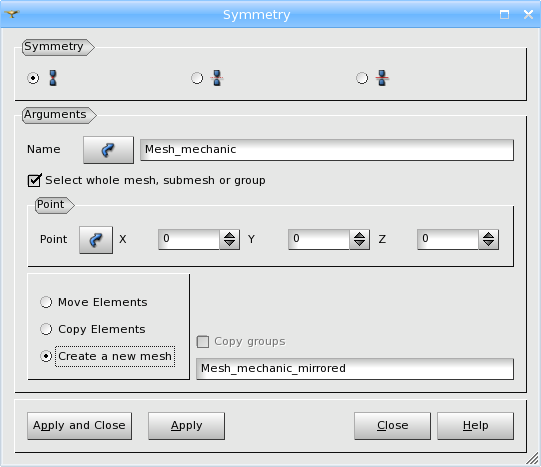 Symmetry
Symmetry
Arguments
Name Mesh_mechanic
Select whole mesh, submesh or group
Point
Point X 0 Y 0 Z 0
Move Elements
Copy Elements
Create a new mesh
Copy groups
Mesh_mechanic_mirrored
Apply and Close Apply Close Help